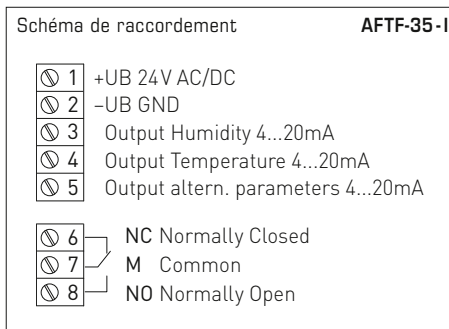 Schéma de raccordement AFTF-35-I
1 +UB 24V AC/DC
2 –UB GND
3 Output Humidity 4...20mA
4 Output Temperature 4...20mA
5 Output altern. parameters 4...20mA
6 NC Normally Closed
7 M Common
8 NO Normally Open